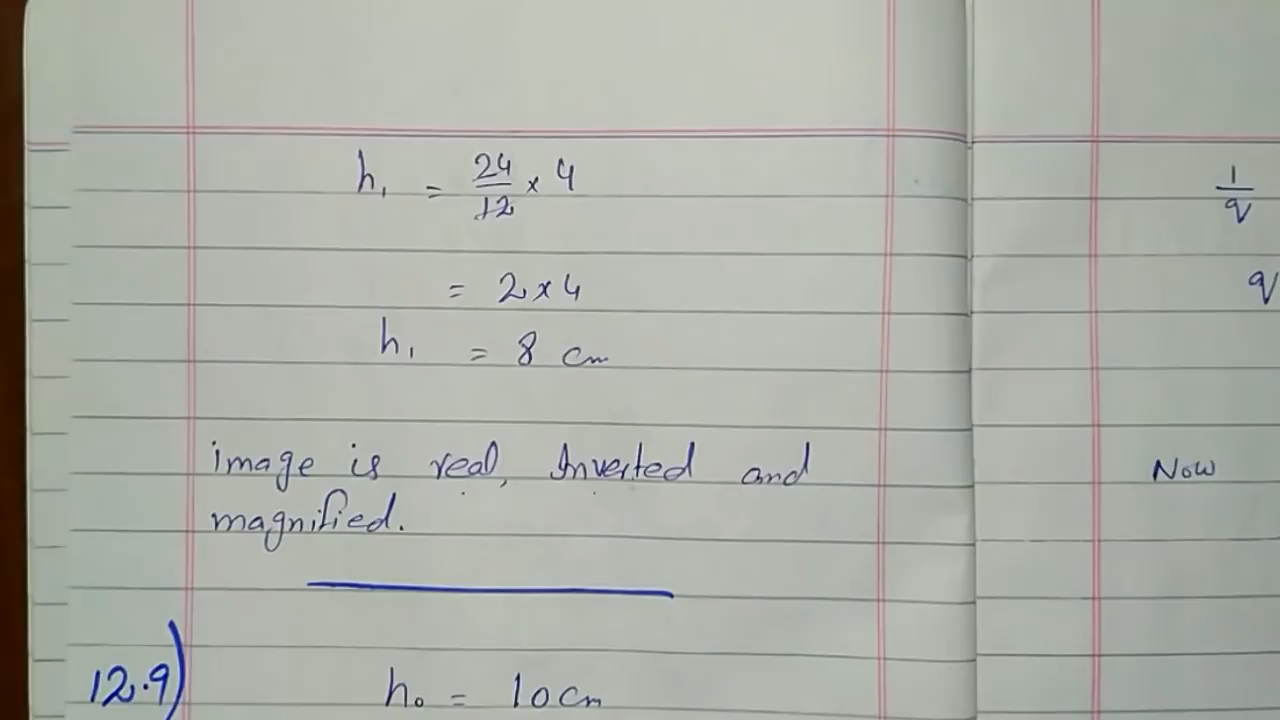 h₁ = 24/12 × 4
= 2 × 4
h₁ = 8 cm
image is real, Inverted and
magnified.
12.9) h₀ = 10 cm
1/q
q
Now